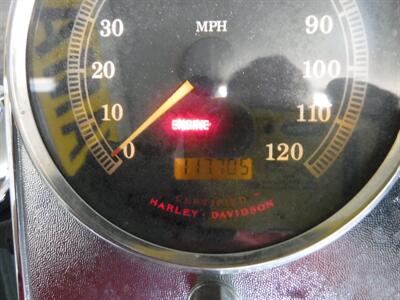 30 MPH 90
20 100
10 ENGINE 110
0 120
CERTIFIED
HARLEY · DAVIDSON